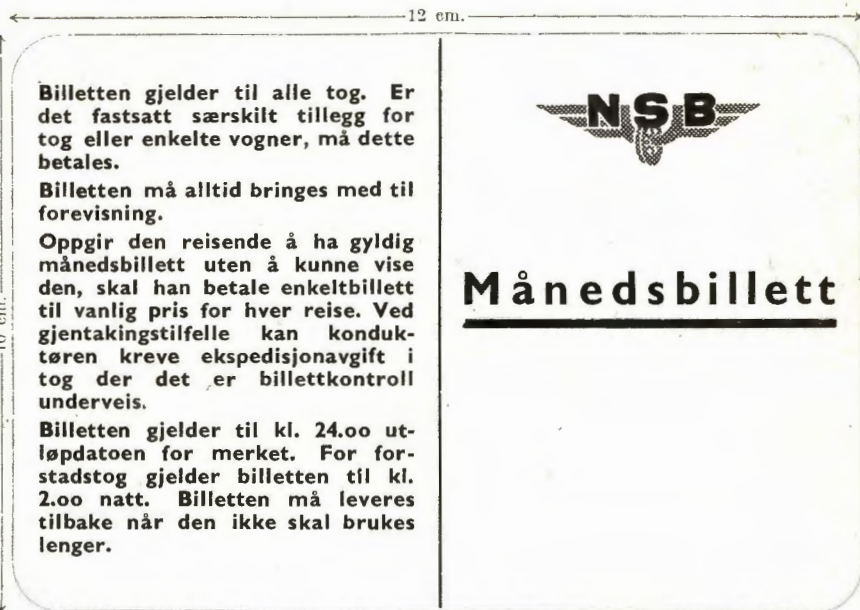 12 cm.
Billetten gjelder til alle tog. Er
det fastsatt særskilt tillegg for
tog eller enkelte vogner, må dette
betales.
Billetten må alltid bringes med til
forevisning.
Oppgir den reisende å ha gyldig
månedsbillett uten å kunne vise
den, skal han betale enkeltbillett
til vanlig pris for hver reise. Ved
gjentakingstilfelle kan konduk-
tøren kreve ekspedisjonavgift i
tog der det er billettkontroll
underveis.
Billetten gjelder til kl. 24.oo ut-
løpdatoen for merket. For for-
stadstog gjelder billetten til kl.
2.oo natt. Billetten må leveres
tilbake når den ikke skal brukes
lenger.
NSB
Månedsbillett